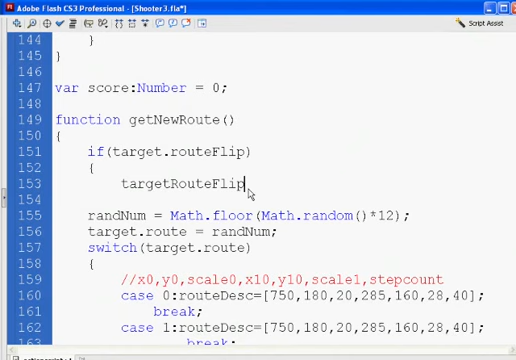 Adobe Flash CS3 Professional - [Shooter3.fla*]
Script Assist
144 }
145 }
146
147 var score:Number = 0;
148
149 function getNewRoute()
150 {
151 if(target.routeFlip)
152 {
153 targetRouteFlip
154
155 randNum = Math.floor(Math.random()*12);
156 target.route = randNum;
157 switch(target.route)
158 {
159 //x0,y0,scale0,x10,y10,scale1,stepcount
160 case 0:routeDesc=[750,180,20,285,160,28,40];
161 break;
162 case 1:routeDesc=[750,180,20,285,160,28,40];
163 break;